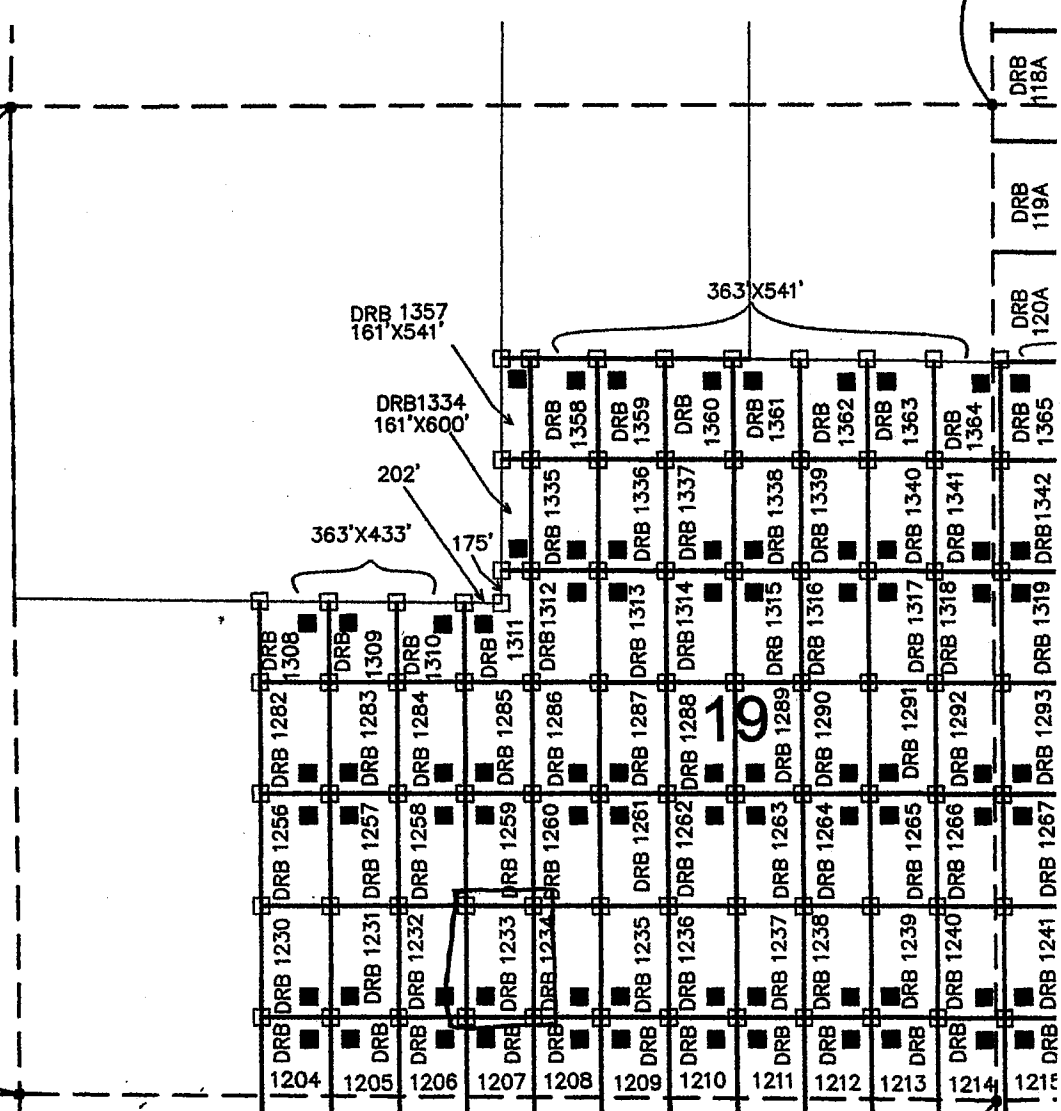 DRB
118A
DRB
119A
DRB
120A
363'X541'
DRB 1357
161'X541'
DRB1334
161'X600'
202'
363'X433'
175'
DRB
1358
DRB
1359
DRB
1360
DRB
1361
DRB
1362
DRB
1363
DRB
1364
DRB
1365
DRB 1335
DRB 1336
DRB 1337
DRB 1338
DRB 1339
DRB 1340
DRB 1341
DRB1342
DRB
1308
DRB
1309
DRB
1310
DRB
1311
DRB1312
DRB 1313
DRB 1314
DRB 1315
DRB 1316
DRB 1317
DRB 1318
DRB 1319
DRB 1282
DRB 1283
DRB 1284
DRB 1285
DRB 1286
DRB 1287
DRB 1288
19
DRB 1289
DRB 1290
DRB 1291
DRB 1292
DRB 1293
DRB 1256
DRB 1257
DRB 1258
DRB 1259
DRB 1260
DRB 1261
DRB 1262
DRB 1263
DRB 1264
DRB 1265
DRB 1266
DRB 1267
DRB 1230
DRB 1231
DRB 1232
DRB 1233
DRB 1234
DRB 1235
DRB 1236
DRB 1237
DRB 1238
DRB 1239
DRB 1240
DRB 1241
DRB
1204
DRB
1205
DRB
1206
DRB
1207
DRB
1208
DRB
1209
DRB
1210
DRB
1211
DRB
1212
DRB
1213
DRB
1214
DRB
1215